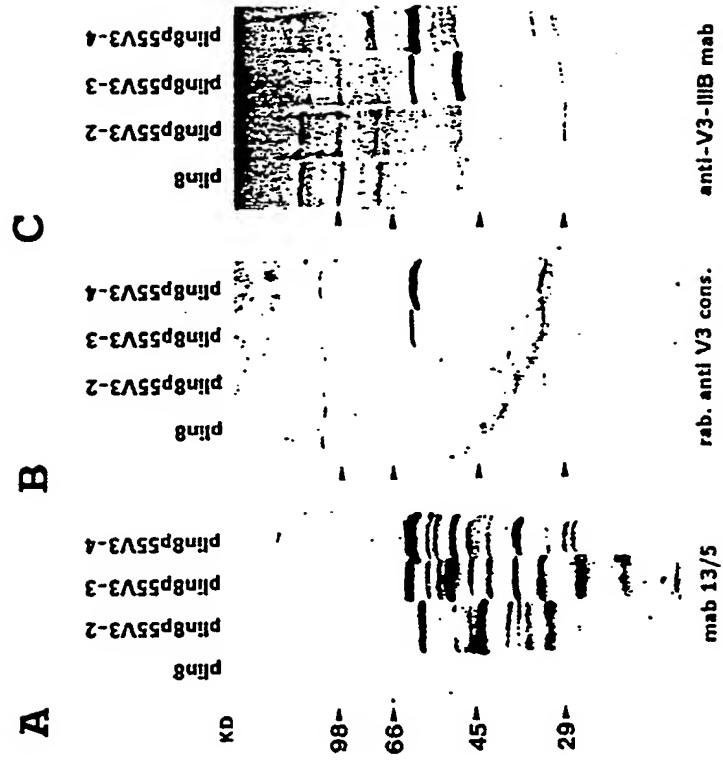 A
KD
98
66
45
29
plin8
plin8p55V3-2
plin8p55V3-3
plin8p55V3-4
mab 13/5
B
plin8
plin8p55V3-2
plin8p55V3-3
plin8p55V3-4
rab. anti V3 cons.
C
plin8
plin8p55V3-2
plin8p55V3-3
plin8p55V3-4
anti-V3-IIIB mab